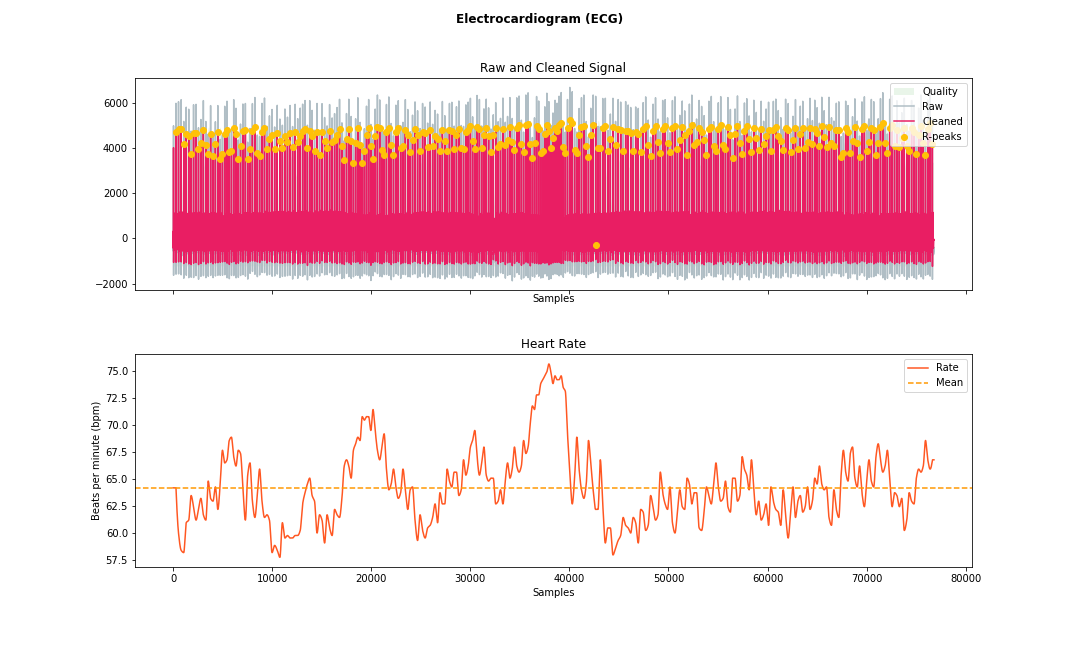 Electrocardiogram (ECG)
Raw and Cleaned Signal
6000
4000
2000
0
−2000
Quality
Raw
Cleaned
R-peaks
Samples
Heart Rate
Beats per minute (bpm)
75.0
72.5
70.0
67.5
65.0
62.5
60.0
57.5
Rate
Mean
0 10000 20000 30000 40000 50000 60000 70000 80000
Samples